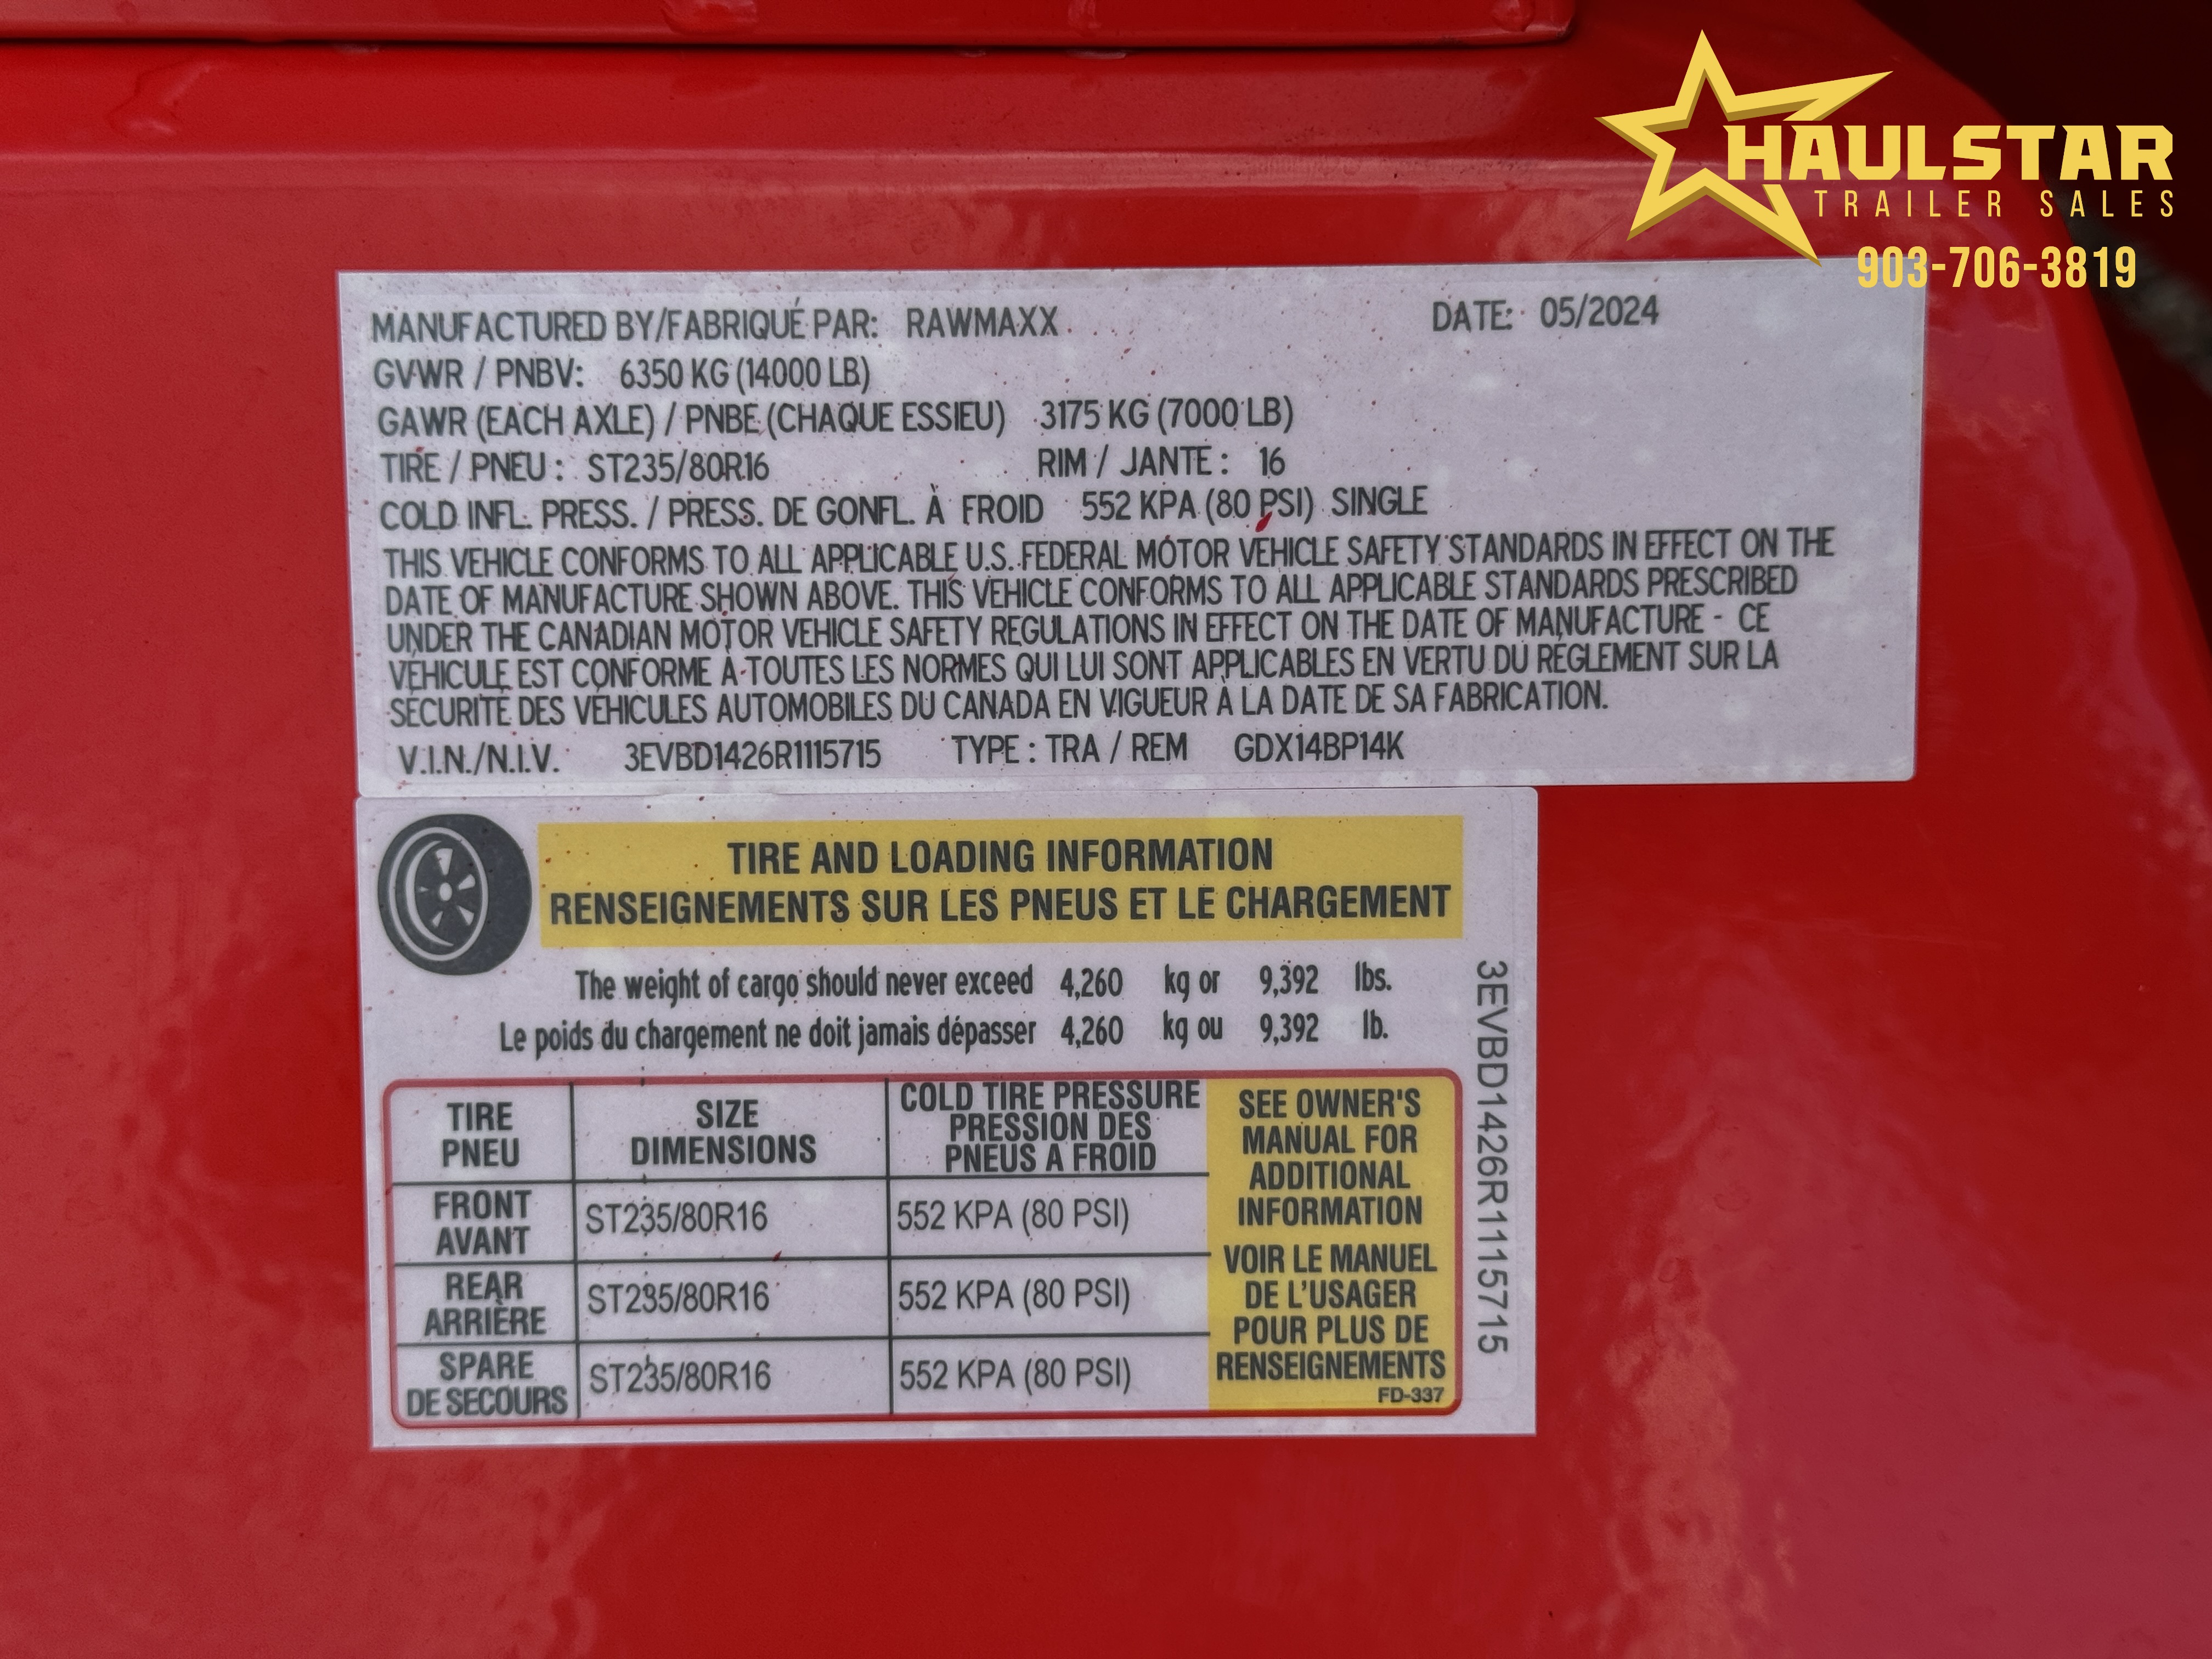 HAULSTAR
TRAILER SALES
903-706-3819
MANUFACTURED BY/FABRIQUÉ PAR: RAWMAXX DATE: 05/2024
GVWR / PNBV: 6350 KG (14000 LB)
GAWR (EACH AXLE) / PNBE (CHAQUE ESSIEU) 3175 KG (7000 LB)
TIRE / PNEU : ST235/80R16 RIM / JANTE : 16
COLD INFL. PRESS. / PRESS. DE GONFL. À FROID 552 KPA (80 PSI) SINGLE
THIS VEHICLE CONFORMS TO ALL APPLICABLE U.S. FEDERAL MOTOR VEHICLE SAFETY STANDARDS IN EFFECT ON THE
DATE OF MANUFACTURE SHOWN ABOVE. THIS VEHICLE CONFORMS TO ALL APPLICABLE STANDARDS PRESCRIBED
UNDER THE CANADIAN MOTOR VEHICLE SAFETY REGULATIONS IN EFFECT ON THE DATE OF MANUFACTURE - CE
VÉHICULE EST CONFORME À TOUTES LES NORMES QUI LUI SONT APPLICABLES EN VERTU DU RÈGLEMENT SUR LA
SÉCURITÉ DES VÉHICULES AUTOMOBILES DU CANADA EN VIGUEUR À LA DATE DE SA FABRICATION.
V.I.N./N.I.V. 3EVBD1426R1115715 TYPE : TRA / REM GDX14BP14K
TIRE AND LOADING INFORMATION
RENSEIGNEMENTS SUR LES PNEUS ET LE CHARGEMENT
The weight of cargo should never exceed 4,260 kg or 9,392 lbs.
Le poids du chargement ne doit jamais dépasser 4,260 kg ou 9,392 lb.
TIRE
PNEU
SIZE
DIMENSIONS
COLD TIRE PRESSURE
PRESSION DES
PNEUS A FROID
FRONT
AVANT
ST235/80R16
552 KPA (80 PSI)
REAR
ARRIÈRE
ST235/80R16
552 KPA (80 PSI)
SPARE
DE SECOURS
ST235/80R16
552 KPA (80 PSI)
SEE OWNER'S
MANUAL FOR
ADDITIONAL
INFORMATION
VOIR LE MANUEL
DE L'USAGER
POUR PLUS DE
RENSEIGNEMENTS
FD-337
3EVBD1426R1115715